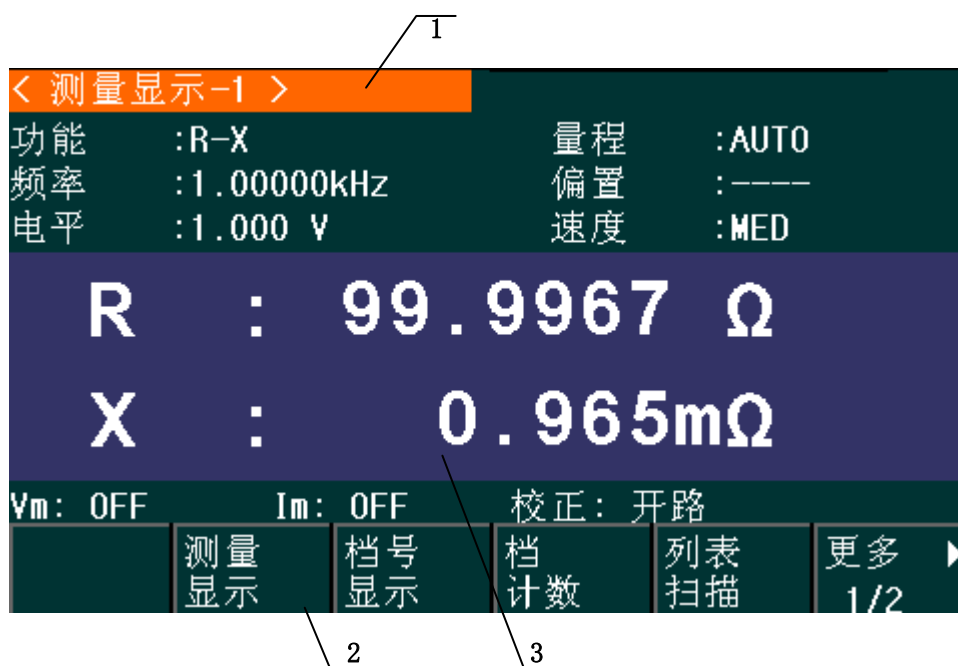 1
< 测量显示-1 >
功能 :R-X 量程 :AUTO
频率 :1.00000kHz 偏置 :----
电平 :1.000 V 速度 :MED
R : 99.9967 Ω
X : 0.965mΩ
Vm: OFF Im: OFF 校正: 开路
测量 档号 档 列表 更多
显示 显示 计数 扫描 1/2
2 3